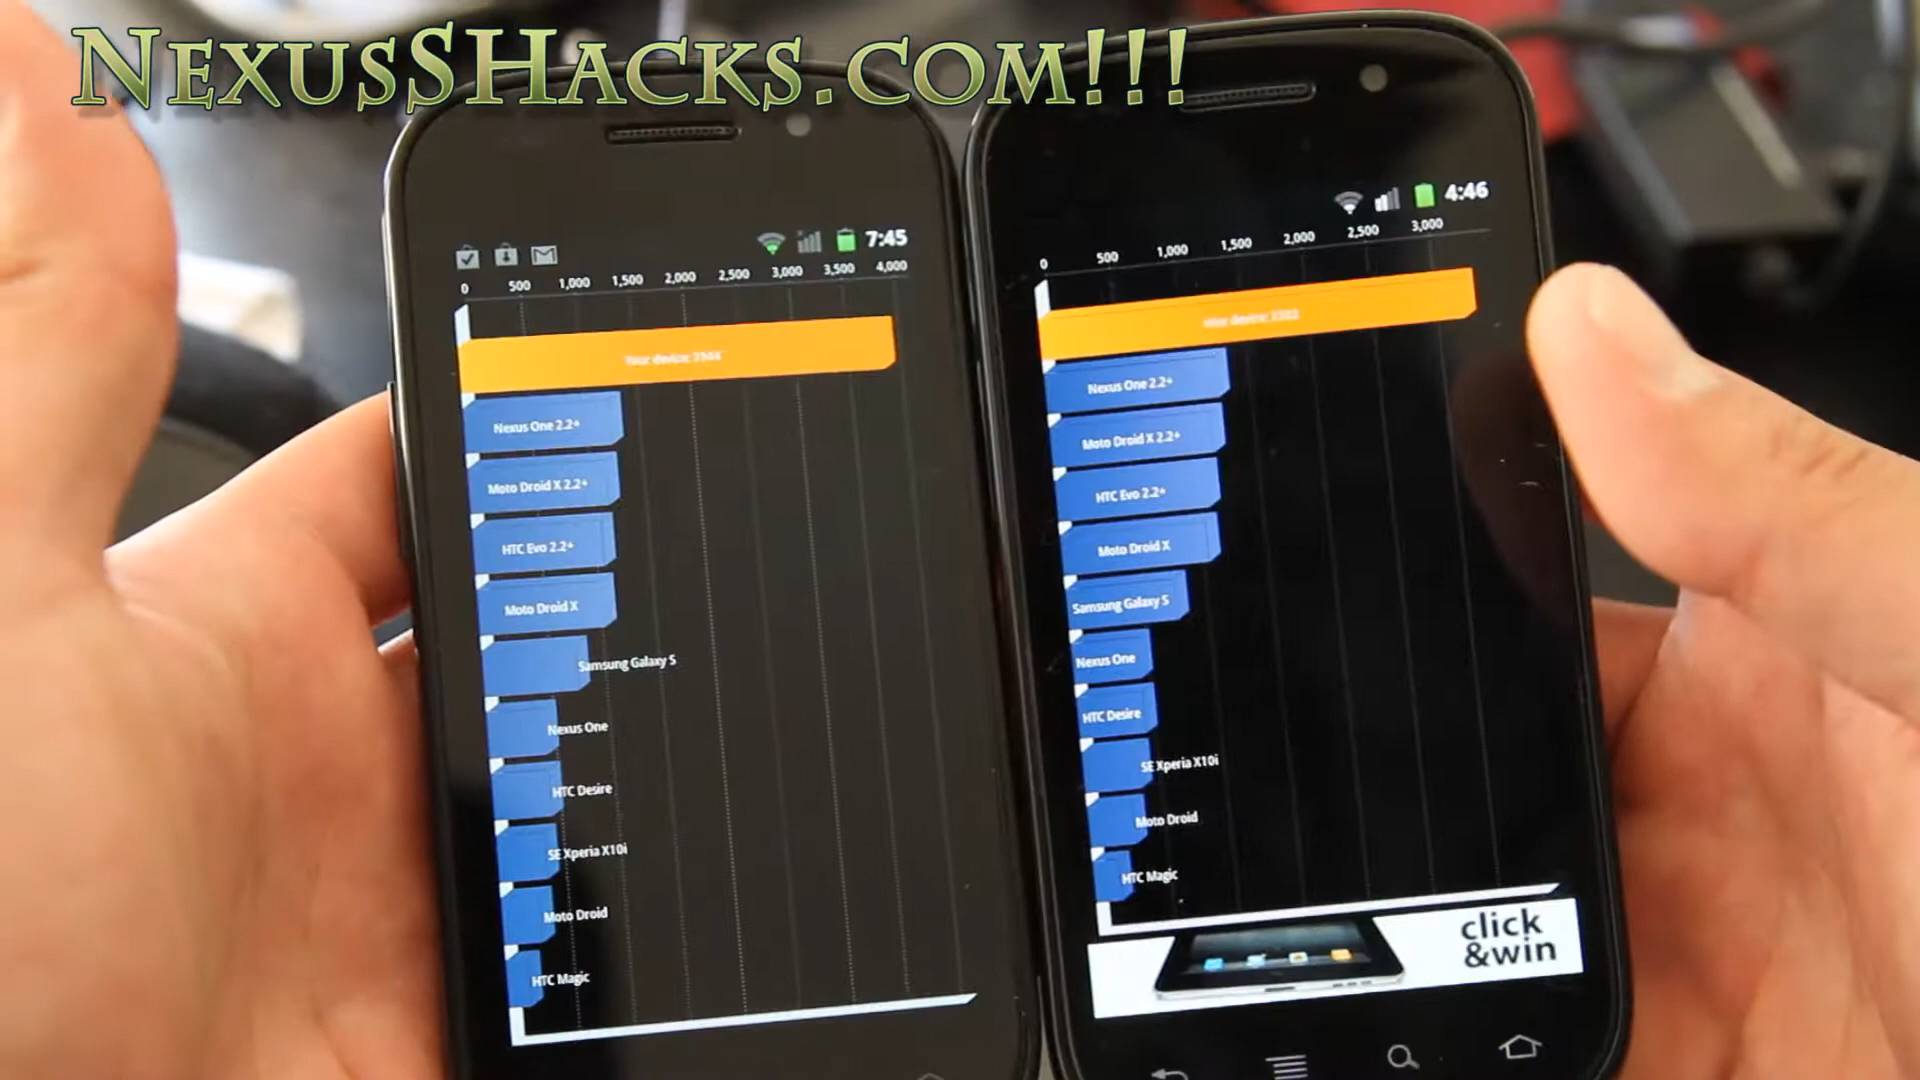 NexusSHacks.com!!!
7:45
0 500 1,000 1,500 2,000 2,500 3,000 3,500 4,000
Your device:
Nexus One 2.2+
Moto Droid X 2.2+
HTC Evo 2.2+
Moto Droid X
Samsung Galaxy S
Nexus One
HTC Desire
SE Xperia X10i
Moto Droid
HTC Magic
4:46
0 500 1,000 1,500 2,000 2,500 3,000
Your device:
Nexus One 2.2+
Moto Droid X 2.2+
HTC Evo 2.2+
Moto Droid X
Samsung Galaxy S
Nexus One
HTC Desire
SE Xperia X10i
Moto Droid
HTC Magic
click
&win